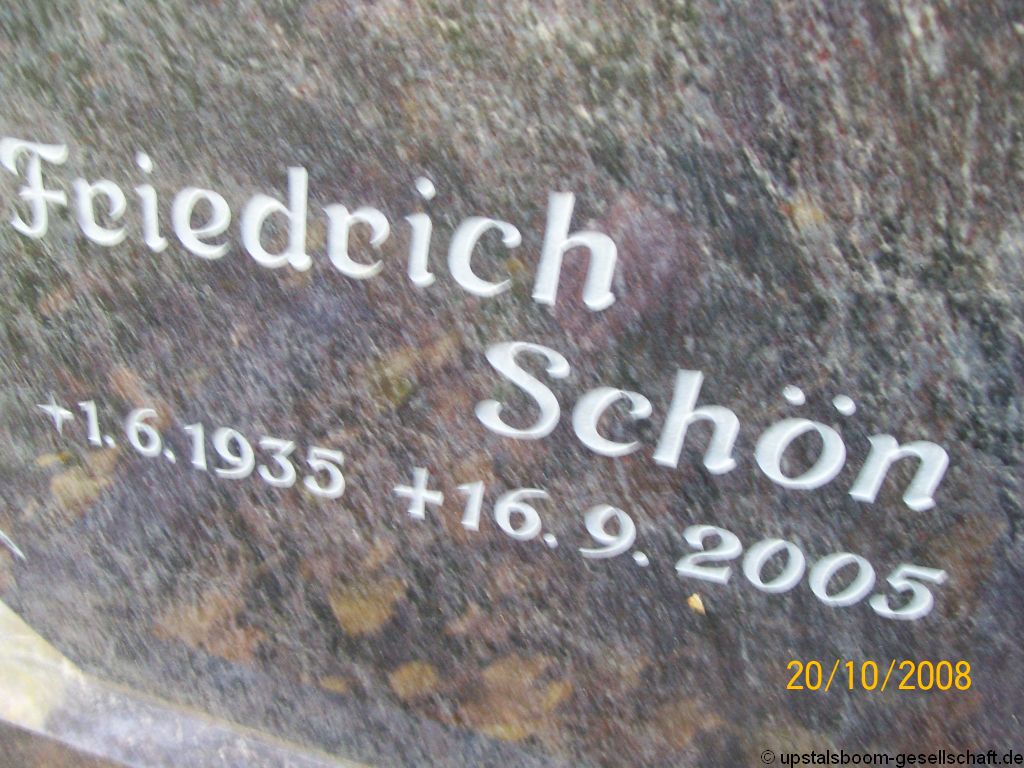 Friedrich
Schön
+1.6.1935 +16.9.2005
20/10/2008
© upstalsboom-gesellschaft.de